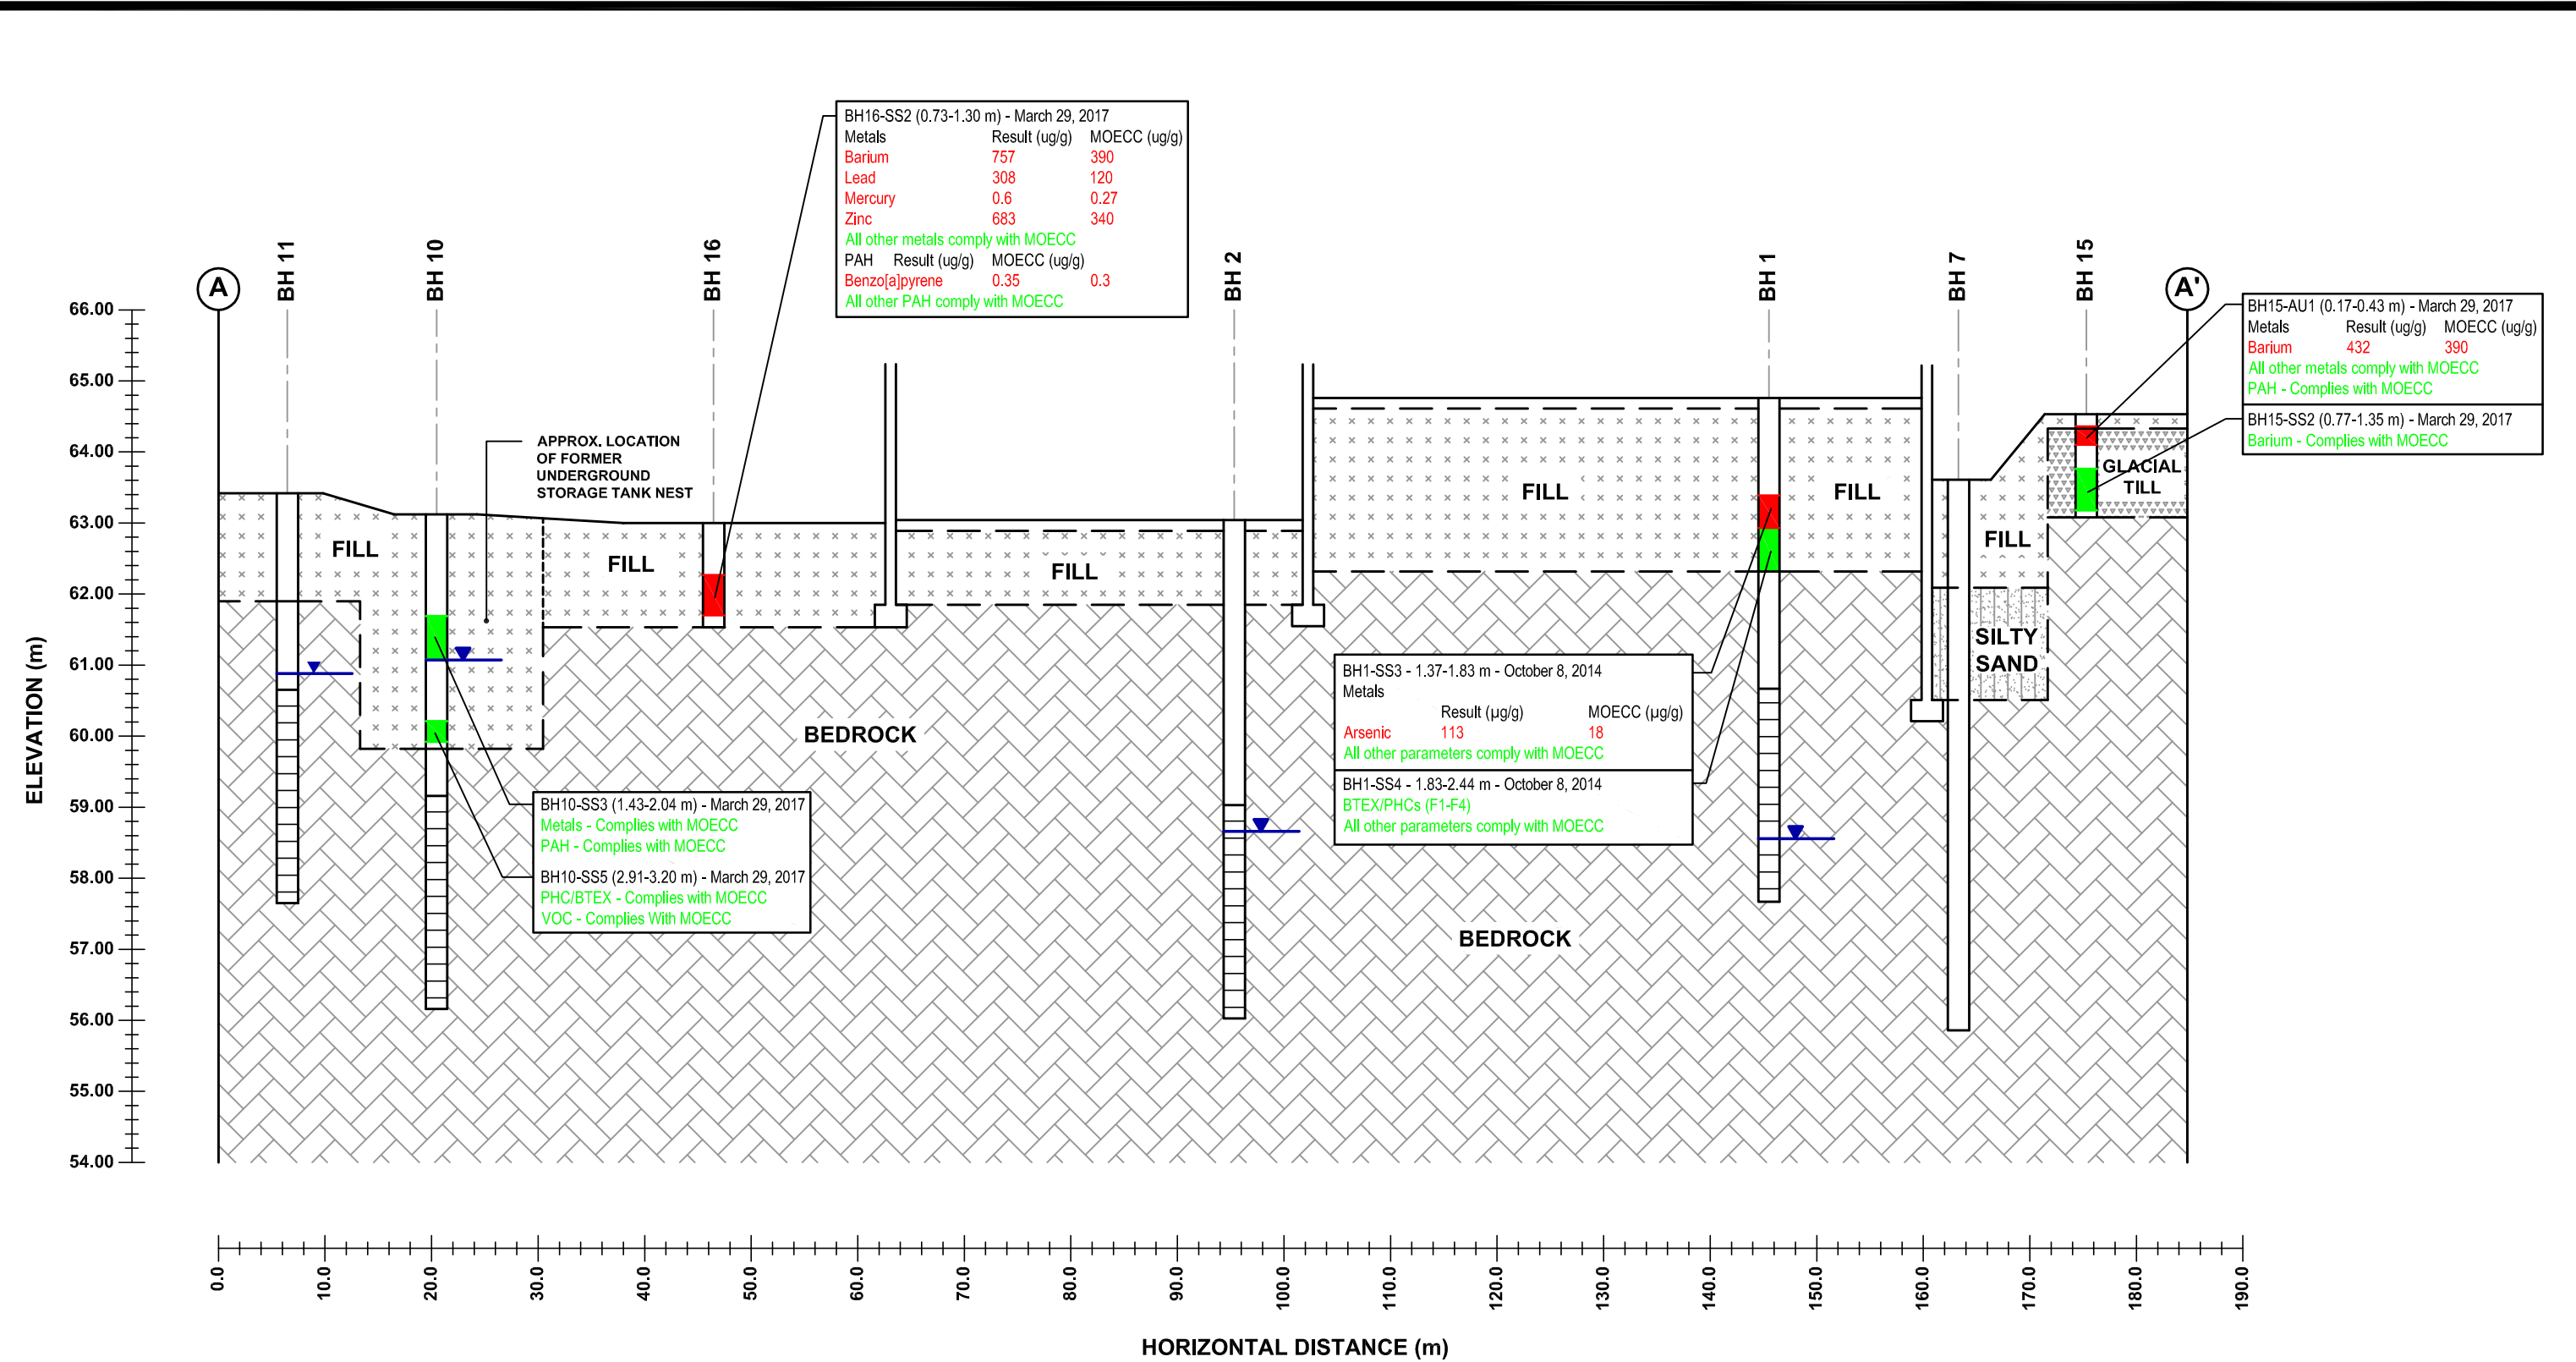 BH16-SS2 (0.73-1.30 m) - March 29, 2017
Metals Result (ug/g) MOECC (ug/g)
Barium 757 390
Lead 308 120
Mercury 0.6 0.27
Zinc 683 340
All other metals comply with MOECC
PAH Result (ug/g) MOECC (ug/g)
Benzo[a]pyrene 0.35 0.3
All other PAH comply with MOECC
A
BH 11
BH 10
BH 16
BH 2
BH 1
BH 7
BH 15
A'
BH15-AU1 (0.17-0.43 m) - March 29, 2017
Metals Result (ug/g) MOECC (ug/g)
Barium 432 390
All other metals comply with MOECC
PAH - Complies with MOECC
BH15-SS2 (0.77-1.35 m) - March 29, 2017
Barium - Complies with MOECC
ELEVATION (m)
66.00
65.00
64.00
63.00
62.00
61.00
60.00
59.00
58.00
57.00
56.00
55.00
54.00
APPROX. LOCATION
OF FORMER
UNDERGROUND
STORAGE TANK NEST
FILL
FILL
FILL
FILL
FILL
FILL
GLACIAL
TILL
SILTY
SAND
BEDROCK
BEDROCK
BH1-SS3 - 1.37-1.83 m - October 8, 2014
Metals
Result (µg/g) MOECC (µg/g)
Arsenic 113 18
All other parameters comply with MOECC
BH1-SS4 - 1.83-2.44 m - October 8, 2014
BTEX/PHCs (F1-F4)
All other parameters comply with MOECC
BH10-SS3 (1.43-2.04 m) - March 29, 2017
Metals - Complies with MOECC
PAH - Complies with MOECC
BH10-SS5 (2.91-3.20 m) - March 29, 2017
PHC/BTEX - Complies with MOECC
VOC - Complies With MOECC
0.0
10.0
20.0
30.0
40.0
50.0
60.0
70.0
80.0
90.0
100.0
110.0
120.0
130.0
140.0
150.0
160.0
170.0
180.0
190.0
HORIZONTAL DISTANCE (m)